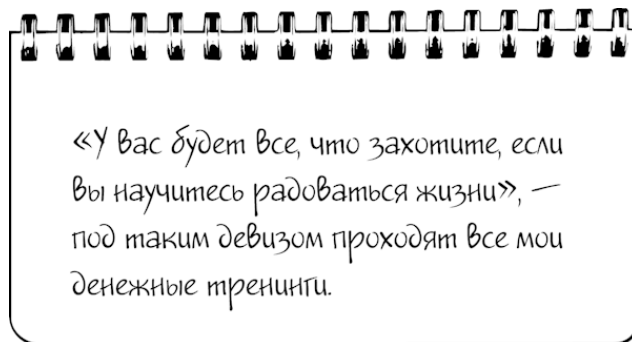 «У вас будет все, что захотите, если
вы научитесь радоваться жизни», —
под таким девизом проходят все мои
денежные тренинги.